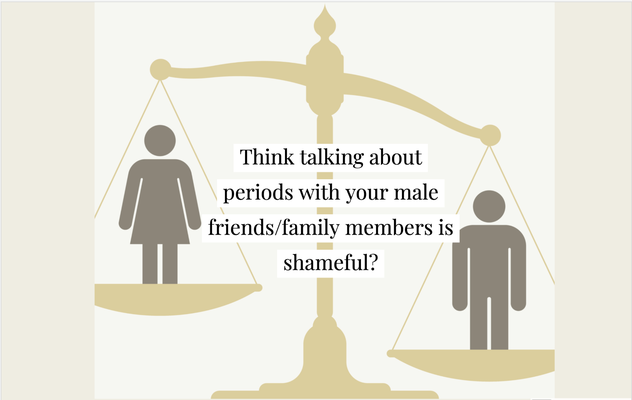 Think talking about
periods with your male
friends/family members is
shameful?